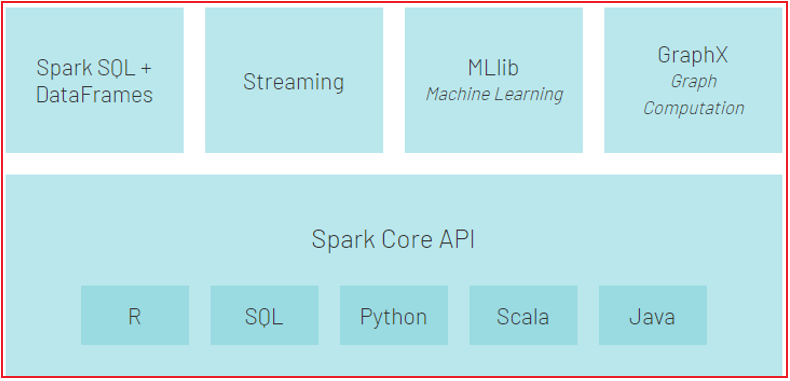 Spark SQL +
DataFrames
Streaming
MLlib
Machine Learning
GraphX
Graph
Computation
Spark Core API
R
SQL
Python
Scala
Java